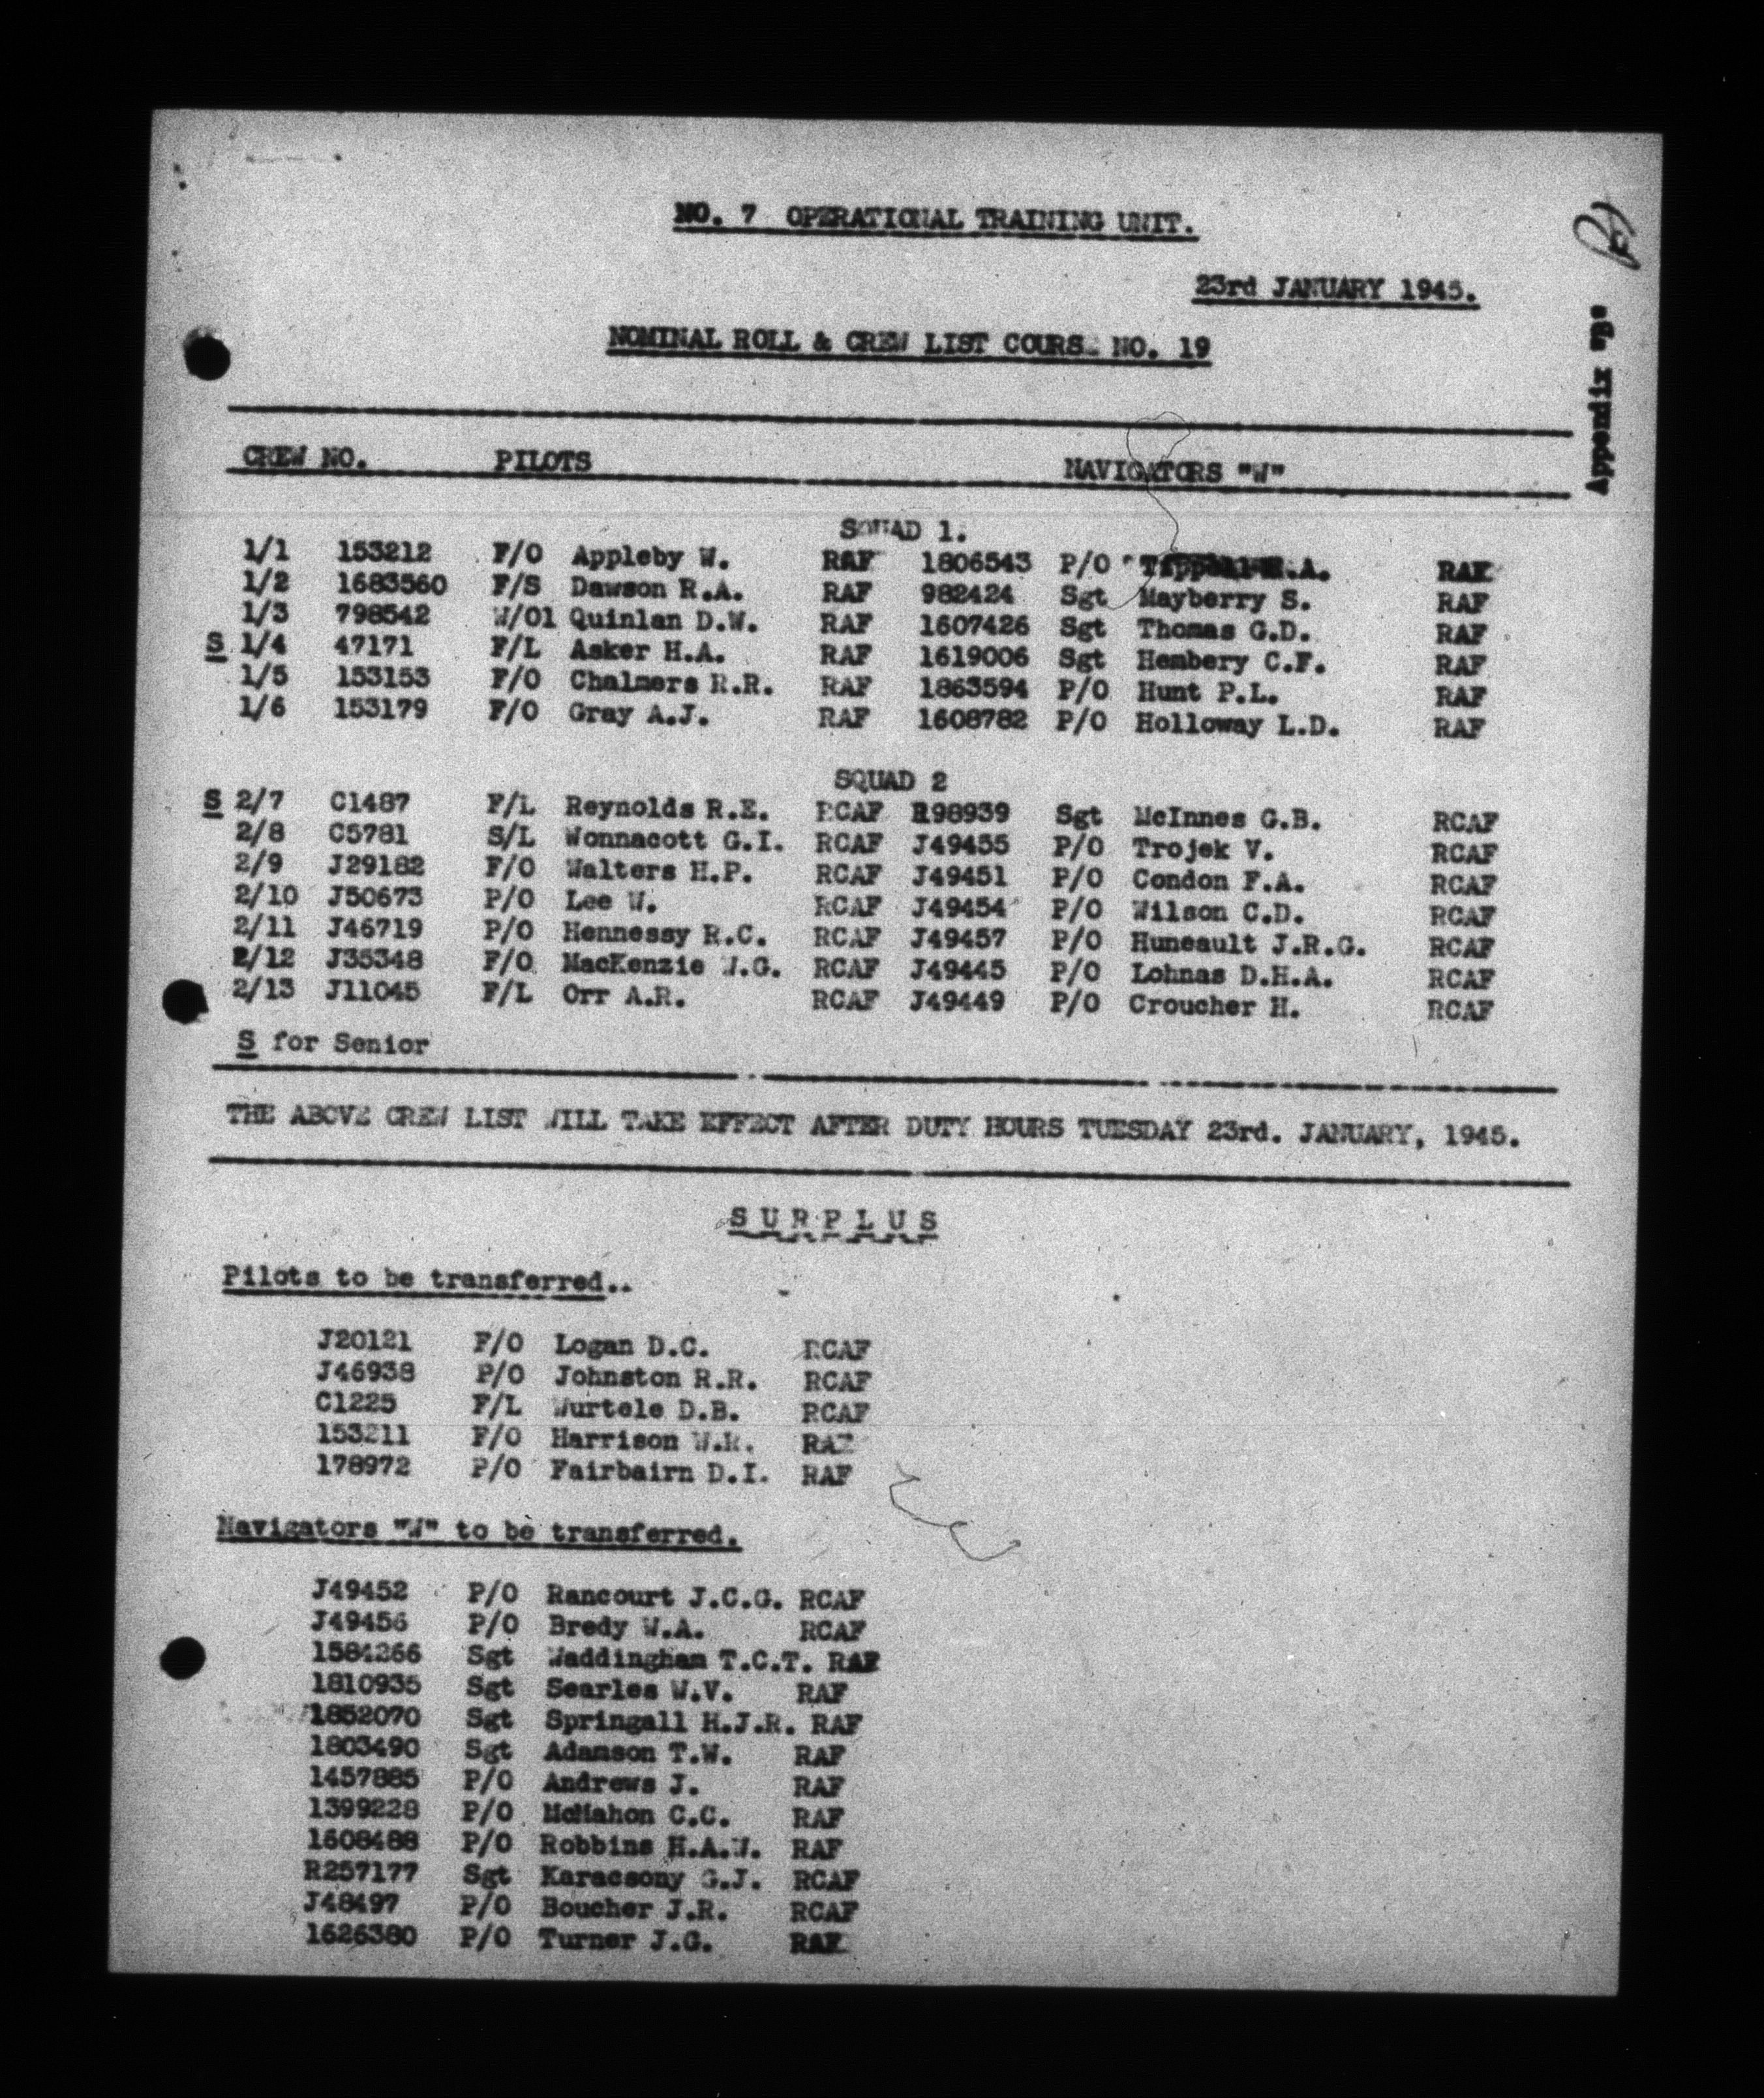 NO. 7 OPERATIONAL TRAINING UNIT.
23rd JANUARY 1945.
Appendix "B"
NOMINAL ROLL & CREW LIST COURSE NO. 19
CREW NO. PILOTS NAVIGATORS "W"
SQUAD 1.
1/1 153212 F/O Appleby W. RAF 1806543 P/O RAF
1/2 1683560 F/S Dawson R.A. RAF 982424 Sgt Mayberry S. RAF
1/3 798542 W/O1 Quinlan D.W. RAF 1607426 Sgt Thomas G.D. RAF
S 1/4 47171 F/L Asker H.A. RAF 1619006 Sgt Hembery C.F. RAF
1/5 153153 F/O Chalmers R.R. RAF 1863594 P/O Hunt P.L. RAF
1/6 153179 F/O Gray A.J. RAF 1608782 P/O Holloway L.D. RAF
SQUAD 2
S 2/7 C1487 F/L Reynolds R.E. RCAF R98939 Sgt McInnes G.B. RCAF
2/8 C5781 S/L Wonnacott G.I. RCAF J49455 P/O Trojek V. RCAF
2/9 J29182 F/O Walters H.P. RCAF J49451 P/O Condon F.A. RCAF
2/10 J50673 P/O Lee W. RCAF J49454 P/O Wilson C.D. RCAF
2/11 J46719 P/O Hennessy R.C. RCAF J49457 P/O Huneault J.R.G. RCAF
2/12 J35348 F/O MacKenzie W.G. RCAF J49445 P/O Lohnas D.H.A. RCAF
2/13 J11045 F/L Orr A.R. RCAF J49449 P/O Croucher H. RCAF
S for Senior
THE ABOVE CREW LIST WILL TAKE EFFECT AFTER DUTY HOURS TUESDAY 23rd. JANUARY, 1945.
S U R P L U S
Pilots to be transferred..
J20121 F/O Logan D.C. RCAF
J46938 P/O Johnston R.R. RCAF
C1225 F/L Wurtele D.B. RCAF
153211 F/O Harrison W.R. RAF
178972 P/O Fairbairn D.I. RAF
Navigators "W" to be transferred.
J49452 P/O Rancourt J.C.G. RCAF
J49456 P/O Bredy W.A. RCAF
1584266 Sgt Waddingham T.C.T. RAF
1810935 Sgt Searles W.V. RAF
1852070 Sgt Springall H.J.R. RAF
1803490 Sgt Adamson T.W. RAF
1457885 P/O Andrews J. RAF
1399228 P/O McMahon C.C. RAF
1608488 P/O Robbins H.A.W. RAF
R257177 Sgt Karacsony G.J. RCAF
J48497 P/O Boucher J.R. RCAF
1626380 P/O Turner J.G. RAF